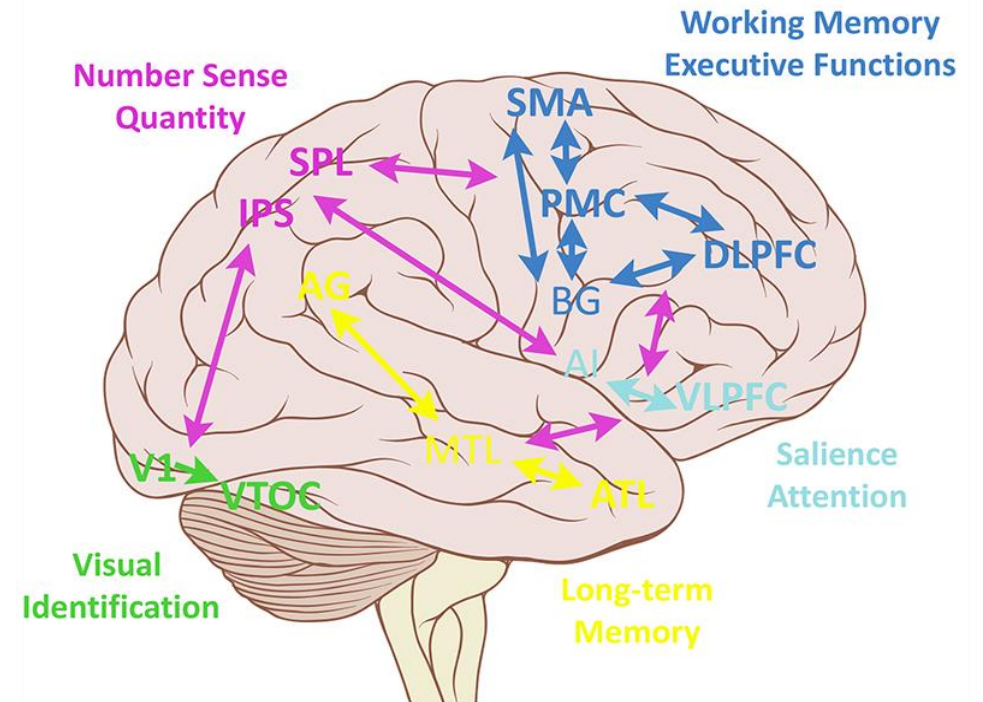 Working Memory
Executive Functions
Number Sense
Quantity
SMA
SPL
PMC
IPS
DLPFC
AG
BG
AI
VLPFC
MTL
V1
VTOC
ATL
Salience
Attention
Visual
Identification
Long-term
Memory